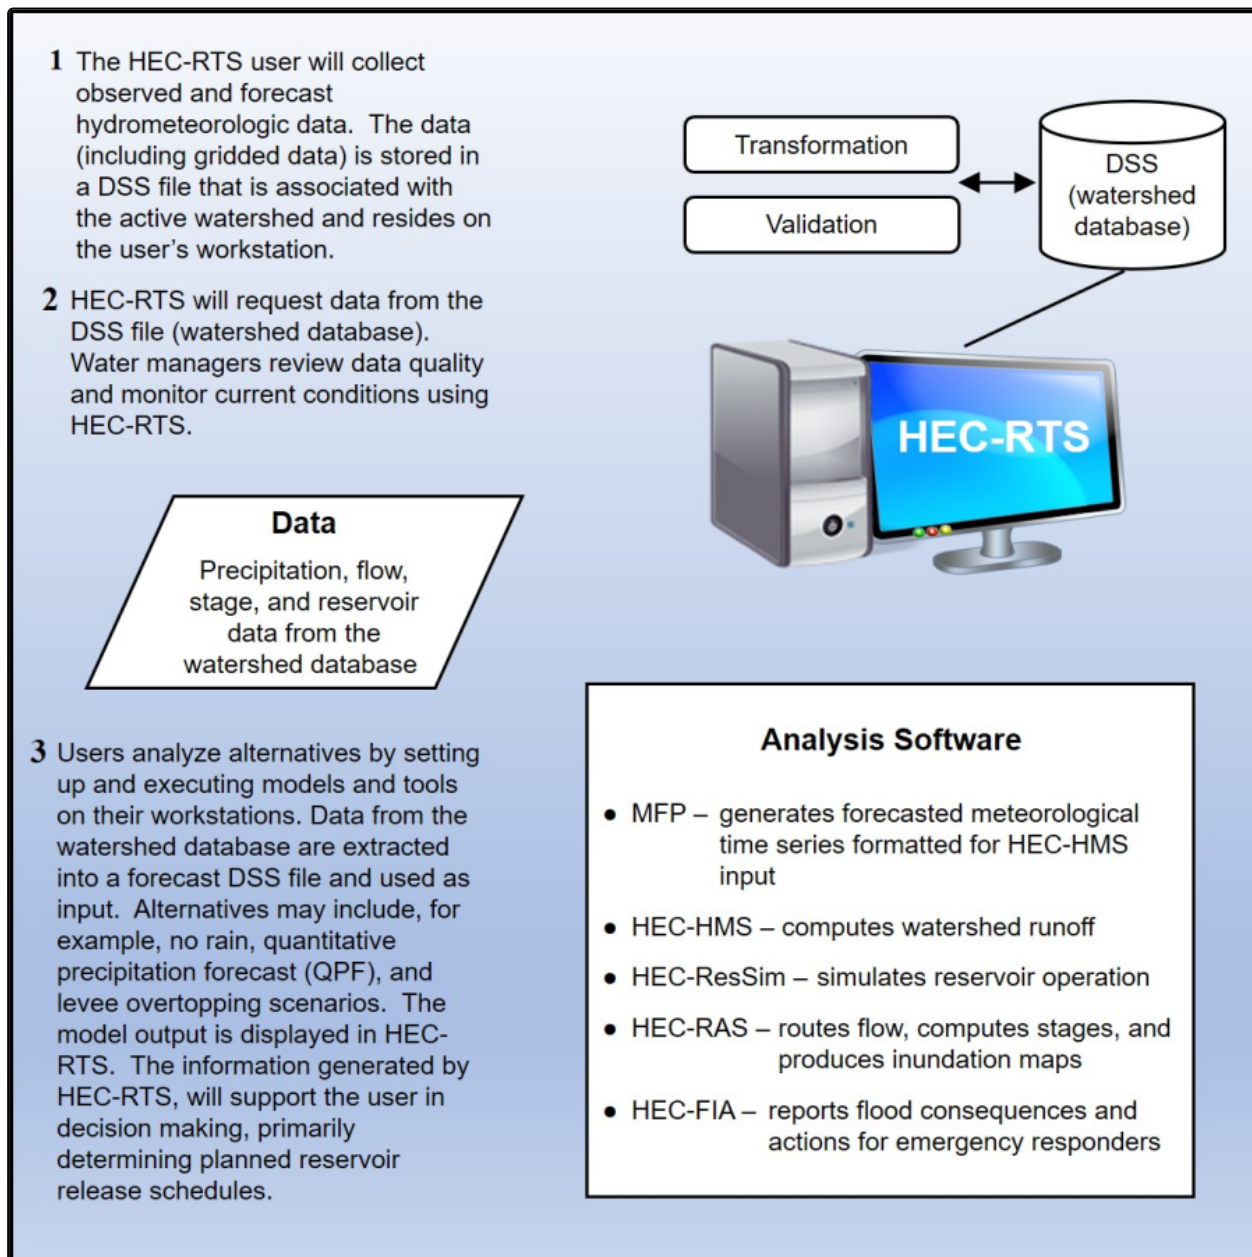 1 The HEC-RTS user will collect
observed and forecast
hydrometeorologic data.  The data
(including gridded data) is stored in
a DSS file that is associated with
the active watershed and resides on
the user’s workstation.
Transformation
Validation
DSS
(watershed
database)
2 HEC-RTS will request data from the
DSS file (watershed database).
Water managers review data quality
and monitor current conditions using
HEC-RTS.
HEC-RTS
Data
Precipitation, flow,
stage, and reservoir
data from the
watershed database
3 Users analyze alternatives by setting
up and executing models and tools
on their workstations. Data from the
watershed database are extracted
into a forecast DSS file and used as
input.  Alternatives may include, for
example, no rain, quantitative
precipitation forecast (QPF), and
levee overtopping scenarios.  The
model output is displayed in HEC-
RTS.  The information generated by
HEC-RTS, will support the user in
decision making, primarily
determining planned reservoir
release schedules.
Analysis Software
● MFP – generates forecasted meteorological
time series formatted for HEC-HMS
input
● HEC-HMS – computes watershed runoff
● HEC-ResSim – simulates reservoir operation
● HEC-RAS – routes flow, computes stages, and
produces inundation maps
● HEC-FIA – reports flood consequences and
actions for emergency responders